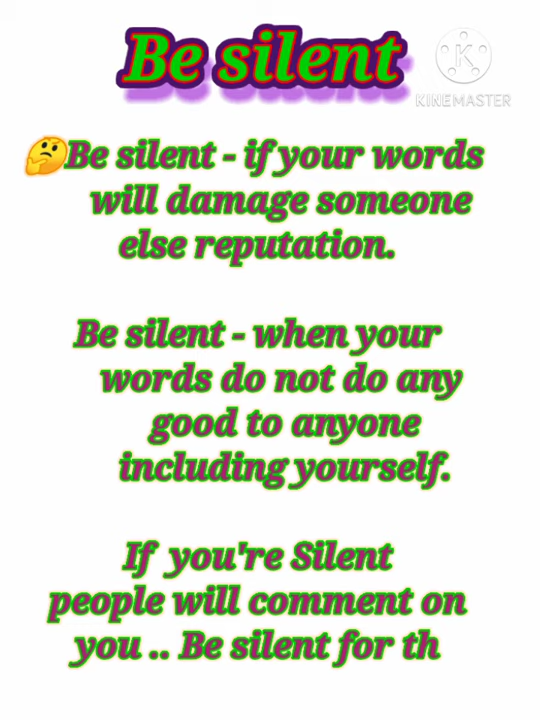 Be silent
KINEMASTER
🤔Be silent - if your words
will damage someone
else reputation.
Be silent - when your
words do not do any
good to anyone
including yourself.
If you're Silent
people will comment on
you .. Be silent for th